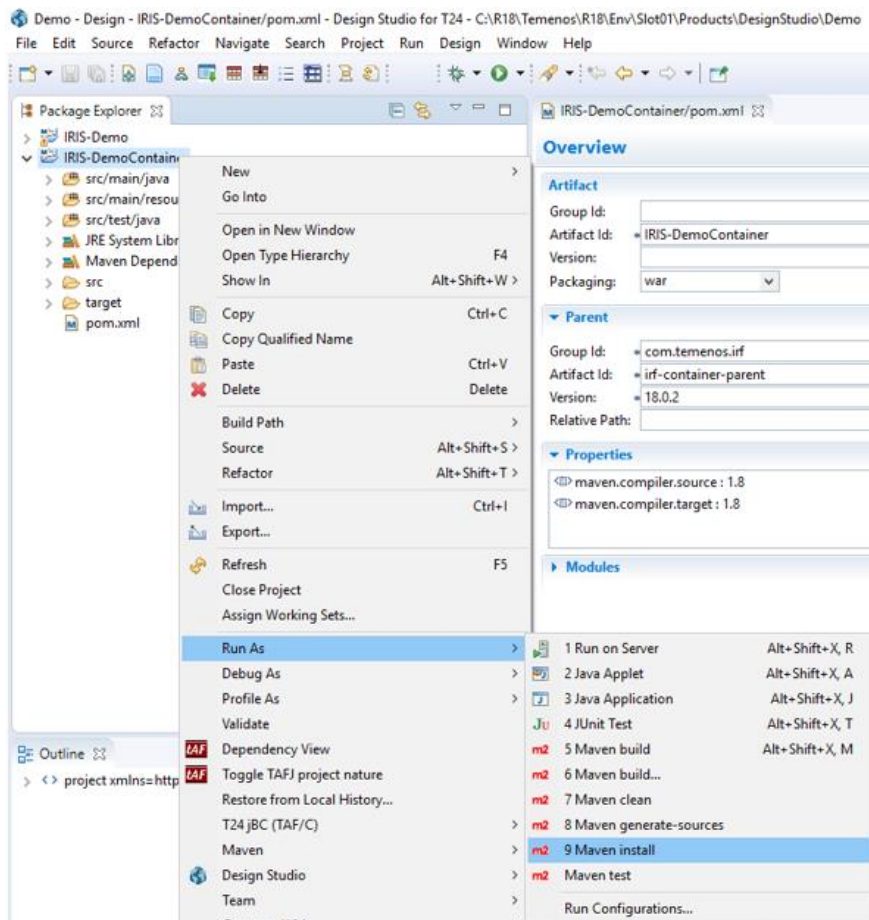 Demo - Design - IRIS-DemoContainer/pom.xml - Design Studio for T24 - C:\R18\Temenos\R18\Env\Slot01\Products\DesignStudio\Demo
File Edit Source Refactor Navigate Search Project Run Design Window Help
Package Explorer
IRIS-Demo
IRIS-DemoContain
src/main/java
src/main/resou
src/test/java
JRE System Libr
Maven Depend
src
target
pom.xml
New
Go Into
Open in New Window
Open Type Hierarchy F4
Show In Alt+Shift+W >
Copy Ctrl+C
Copy Qualified Name
Paste Ctrl+V
Delete Delete
Build Path
Source Alt+Shift+S >
Refactor Alt+Shift+T >
Import... Ctrl+I
Export...
Refresh F5
Close Project
Assign Working Sets...
Run As
Debug As
Profile As
Validate
TAF Dependency View
TAF Toggle TAFJ project nature
Restore from Local History...
T24 jBC (TAF/C)
Maven
Design Studio
Team
IRIS-DemoContainer/pom.xml
Overview
Artifact
Group Id:
Artifact Id: IRIS-DemoContainer
Version:
Packaging: war
Parent
Group Id: com.temenos.irf
Artifact Id: irf-container-parent
Version: 18.0.2
Relative Path:
Properties
maven.compiler.source : 1.8
maven.compiler.target : 1.8
Modules
1 Run on Server Alt+Shift+X, R
2 Java Applet Alt+Shift+X, A
3 Java Application Alt+Shift+X, J
Ju 4 JUnit Test Alt+Shift+X, T
m2 5 Maven build Alt+Shift+X, M
m2 6 Maven build...
m2 7 Maven clean
m2 8 Maven generate-sources
m2 9 Maven install
m2 Maven test
Run Configurations...
Outline
project xmlns=http